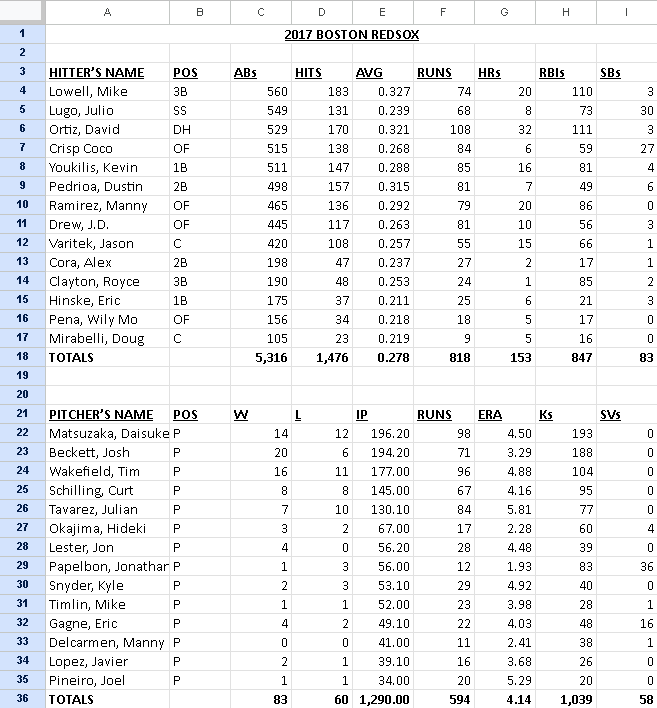 A B C D E F G H I
1 2017 BOSTON REDSOX
2
3 HITTER'S NAME POS ABs HITS AVG RUNS HRs RBIs SBs
4 Lowell, Mike 3B 560 183 0.327 74 20 110 3
5 Lugo, Julio SS 549 131 0.239 68 8 73 30
6 Ortiz, David DH 529 170 0.321 108 32 111 3
7 Crisp Coco OF 515 138 0.268 84 6 59 27
8 Youkilis, Kevin 1B 511 147 0.288 85 16 81 4
9 Pedrioa, Dustin 2B 498 157 0.315 81 7 49 6
10 Ramirez, Manny OF 465 136 0.292 79 20 86 0
11 Drew, J.D. OF 445 117 0.263 81 10 56 3
12 Varitek, Jason C 420 108 0.257 55 15 66 1
13 Cora, Alex 2B 198 47 0.237 27 2 17 1
14 Clayton, Royce 3B 190 48 0.253 24 1 85 2
15 Hinske, Eric 1B 175 37 0.211 25 6 21 3
16 Pena, Wily Mo OF 156 34 0.218 18 5 17 0
17 Mirabelli, Doug C 105 23 0.219 9 5 16 0
18 TOTALS 5,316 1,476 0.278 818 153 847 83
19
20
21 PITCHER'S NAME POS W L IP RUNS ERA Ks SVs
22 Matsuzaka, Daisuke P 14 12 196.20 98 4.50 193 0
23 Beckett, Josh P 20 6 194.20 71 3.29 188 0
24 Wakefield, Tim P 16 11 177.00 96 4.88 104 0
25 Schilling, Curt P 8 8 145.00 67 4.16 95 0
26 Tavarez, Julian P 7 10 130.10 84 5.81 77 0
27 Okajima, Hideki P 3 2 67.00 17 2.28 60 4
28 Lester, Jon P 4 0 56.20 28 4.48 39 0
29 Papelbon, Jonathar P 1 3 56.00 12 1.93 83 36
30 Snyder, Kyle P 2 3 53.10 29 4.92 40 0
31 Timlin, Mike P 1 1 52.00 23 3.98 28 1
32 Gagne, Eric P 4 2 49.10 22 4.03 48 16
33 Delcarmen, Manny P 0 0 41.00 11 2.41 38 1
34 Lopez, Javier P 2 1 39.10 16 3.68 26 0
35 Pineiro, Joel P 1 1 34.00 20 5.29 20 0
36 TOTALS 83 60 1,290.00 594 4.14 1,039 58